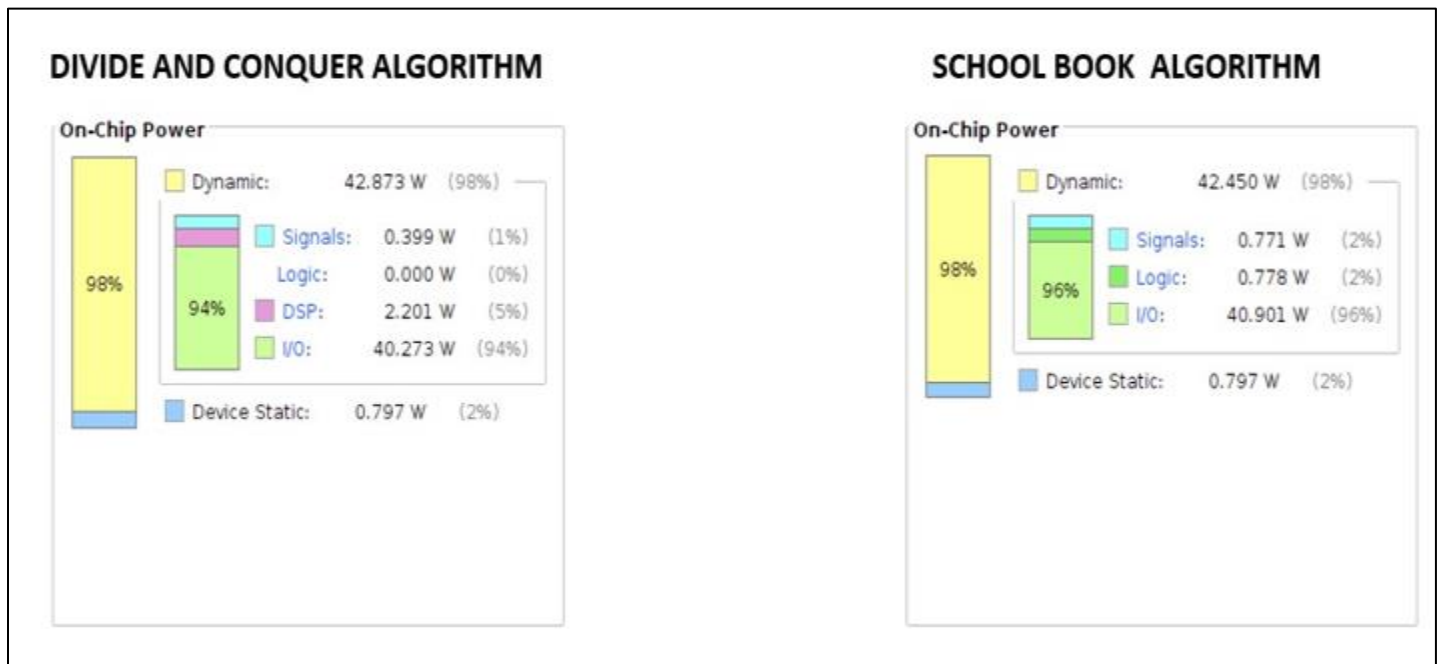 DIVIDE AND CONQUER ALGORITHM
On-Chip Power
98%
Dynamic: 42.873 W (98%)
94%
Signals: 0.399 W (1%)
Logic: 0.000 W (0%)
DSP: 2.201 W (5%)
I/O: 40.273 W (94%)
Device Static: 0.797 W (2%)
SCHOOL BOOK ALGORITHM
On-Chip Power
98%
Dynamic: 42.450 W (98%)
96%
Signals: 0.771 W (2%)
Logic: 0.778 W (2%)
I/O: 40.901 W (96%)
Device Static: 0.797 W (2%)